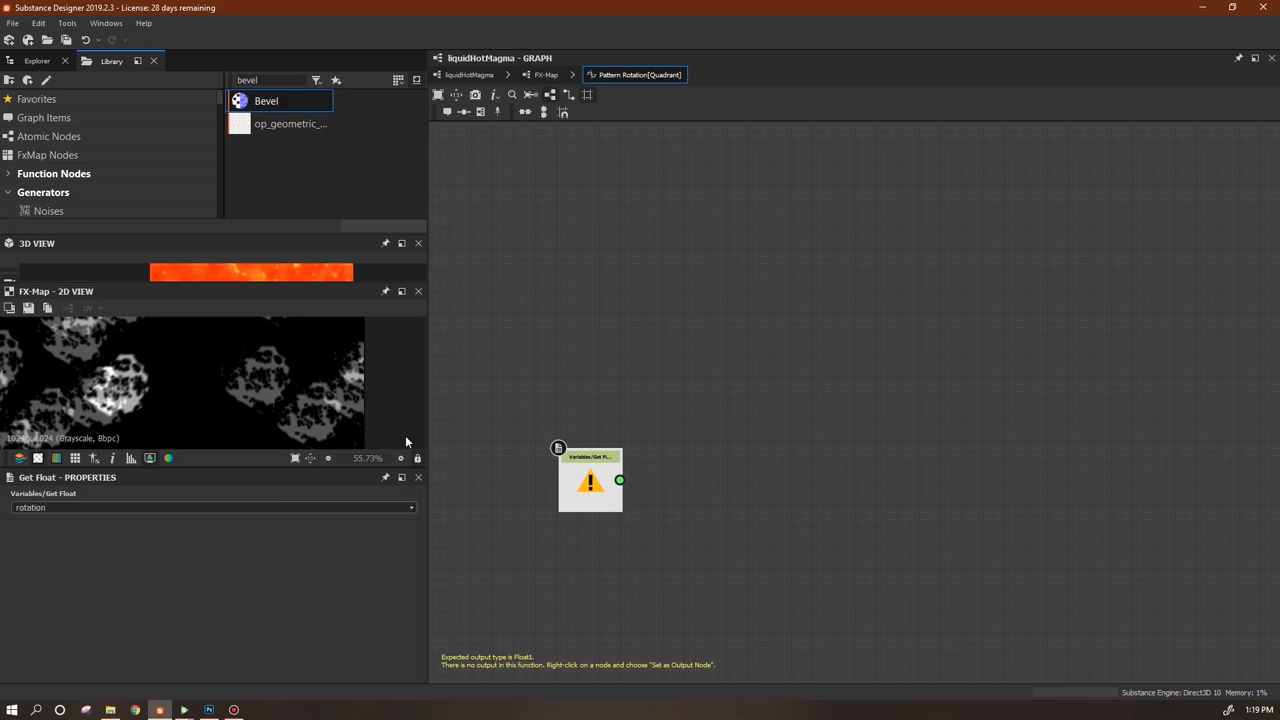 Substance Designer 2019.2.3 - License: 28 days remaining
File Edit Tools Windows Help
Explorer Library
bevel
Favorites
Graph Items
Atomic Nodes
FxMap Nodes
Function Nodes
Generators
Noises
Bevel
op_geometric_...
3D VIEW
FX-Map - 2D VIEW
UV
1024 x 1024 (Grayscale, 8bpc)
55.73%
Get Float - PROPERTIES
Variables/Get Float
rotation
liquidHotMagma - GRAPH
liquidHotMagma FX-Map Pattern Rotation[Quadrant]
Variables/Get Fl...
Expected output type is Float1.
There is no output in this function. Right-click on a node and choose "Set as Output Node".
Substance Engine: Direct3D 10 Memory: 1%
1:19 PM